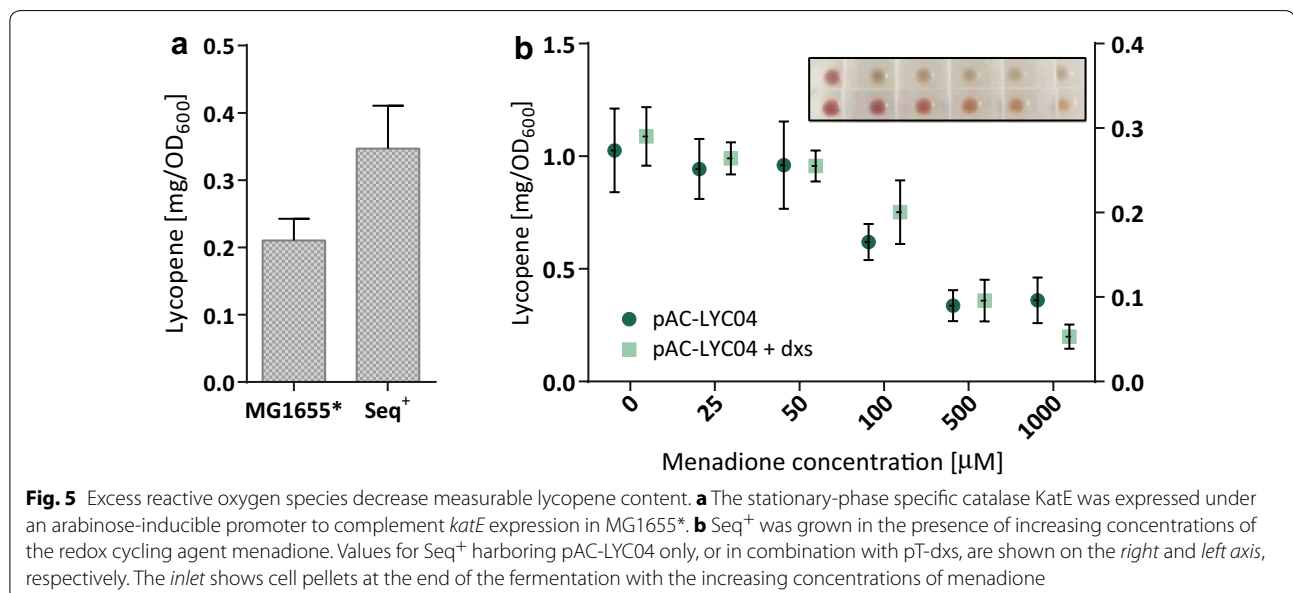 a
0.5
0.4
0.3
0.2
0.1
0.0
Lycopene [mg/OD600]
MG1655*
Seq+
b
1.5
1.0
0.5
0.0
Lycopene [mg/OD600]
0.4
0.3
0.2
0.1
0.0
pAC-LYC04
pAC-LYC04 + dxs
0
25
50
100
500
1000
Menadione concentration [µM]
Fig. 5 Excess reactive oxygen species decrease measurable lycopene content. a The stationary-phase specific catalase KatE was expressed under
an arabinose-inducible promoter to complement katE expression in MG1655*. b Seq+ was grown in the presence of increasing concentrations of
the redox cycling agent menadione. Values for Seq+ harboring pAC-LYC04 only, or in combination with pT-dxs, are shown on the right and left axis,
respectively. The inlet shows cell pellets at the end of the fermentation with the increasing concentrations of menadione